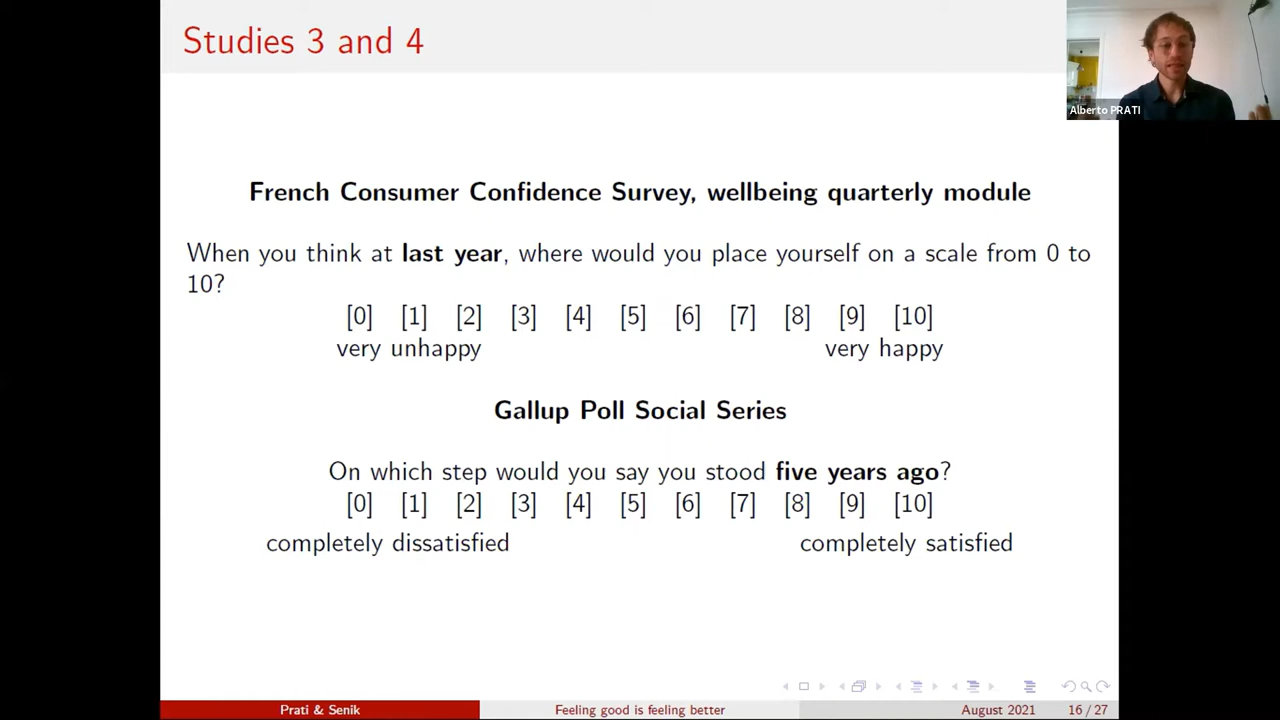 Studies 3 and 4
Alberto PRATI
French Consumer Confidence Survey, wellbeing quarterly module
When you think at last year, where would you place yourself on a scale from 0 to
10?
[0] [1] [2] [3] [4] [5] [6] [7] [8] [9] [10]
very unhappy very happy
Gallup Poll Social Series
On which step would you say you stood five years ago?
[0] [1] [2] [3] [4] [5] [6] [7] [8] [9] [10]
completely dissatisfied completely satisfied
Prati & Senik Feeling good is feeling better August 2021 16 / 27